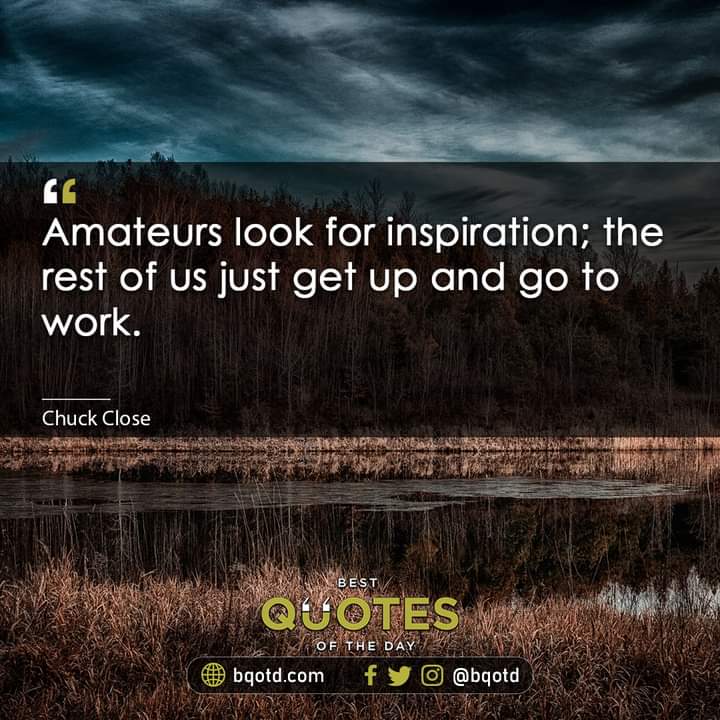 “
Amateurs look for inspiration; the
rest of us just get up and go to
work.
Chuck Close
BEST
QUOTES
OF THE DAY
bqotd.com @bqotd